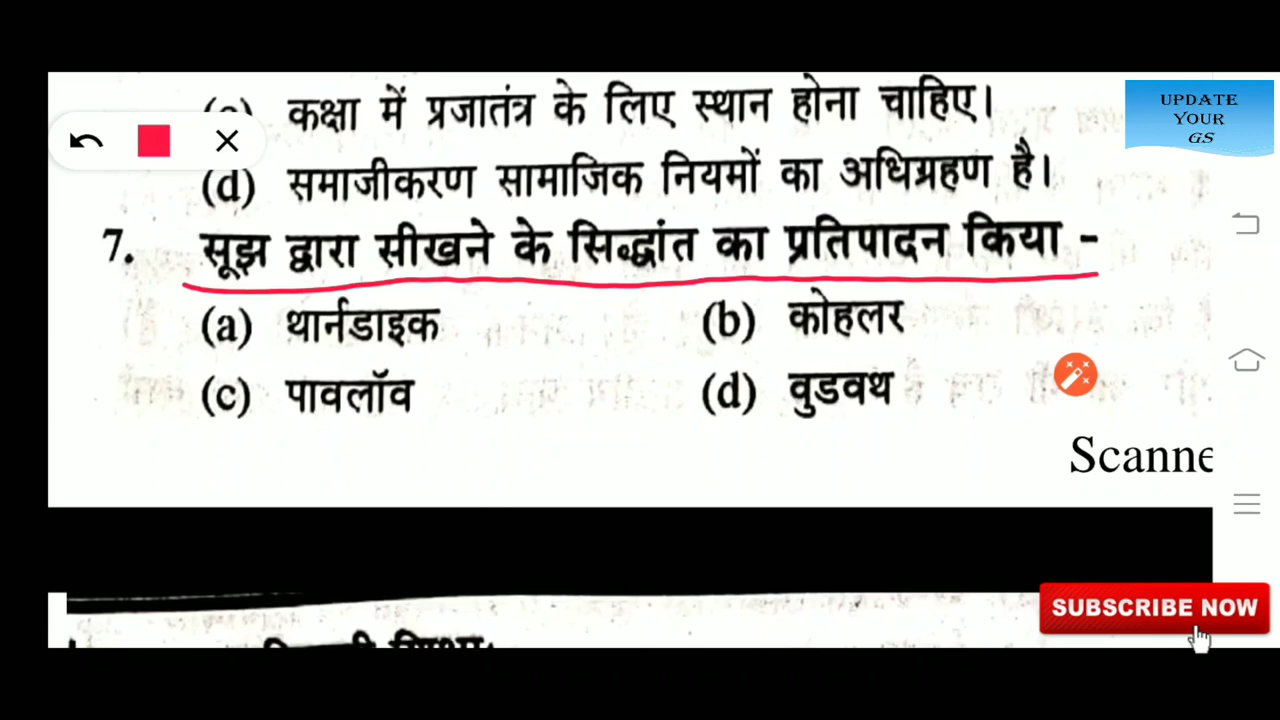 कक्षा में प्रजातंत्र के लिए स्थान होना चाहिए।
(d) समाजीकरण सामाजिक नियमों का अधिग्रहण है।
7. सूझ द्वारा सीखने के सिद्धांत का प्रतिपादन किया -
(a) थार्नडाइक (b) कोहलर
(c) पावलॉव (d) वुडवथ
Scanne
UPDATE
YOUR
GS
SUBSCRIBE NOW